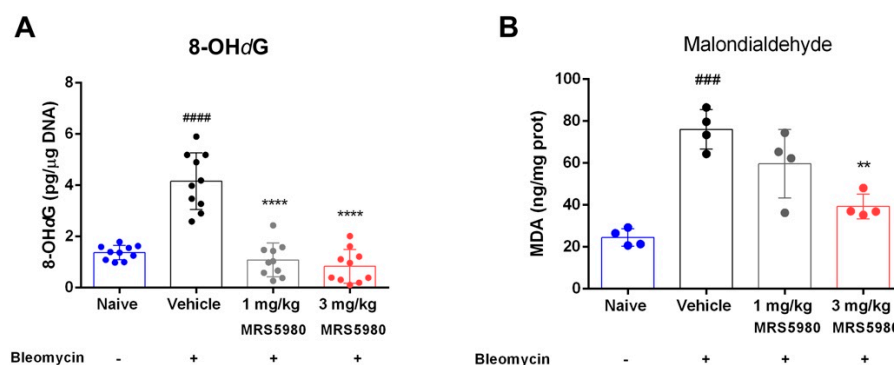 A
8-OHdG
8-OHdG (pg/µg DNA)
8
6
4
2
0
####
****
****
Naive
Vehicle
1 mg/kg
MRS5980
3 mg/kg
MRS5980
Bleomycin - + + +
B
Malondialdehyde
MDA (ng/mg prot)
100
80
60
40
20
0
###
**
Naive
Vehicle
1 mg/kg
MRS5980
3 mg/kg
MRS5980
Bleomycin - + + +